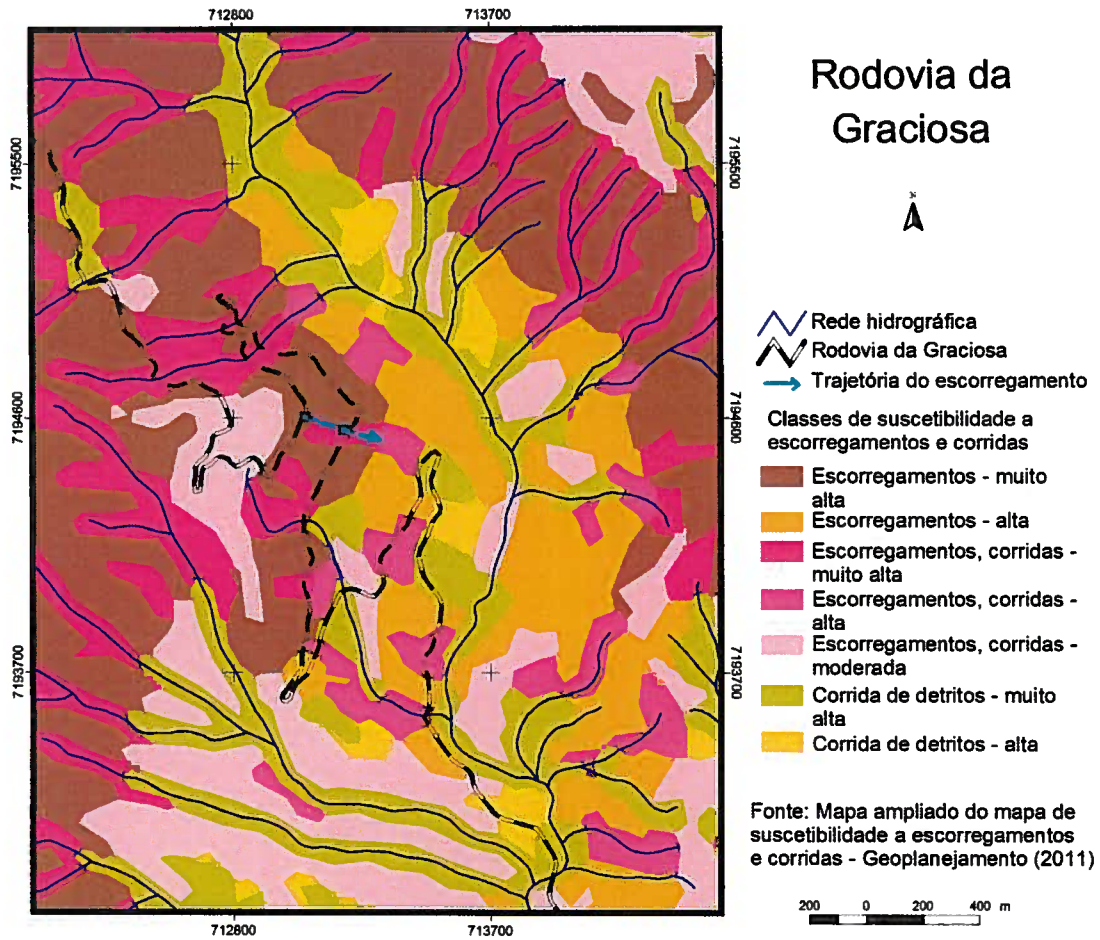 712800 713700
Rodovia da
Graciosa
7195500 7195500
N
Rede hidrográfica
Rodovia da Graciosa
Trajetória do escorregamento
7194600 7194600
Classes de suscetibilidade a
escorregamentos e corridas
Escorregamentos - muito
alta
Escorregamentos - alta
Escorregamentos, corridas -
muito alta
Escorregamentos, corridas -
alta
Escorregamentos, corridas -
moderada
7193700 7193700
Corrida de detritos - muito
alta
Corrida de detritos - alta
Fonte: Mapa ampliado do mapa de
suscetibilidade a escorregamentos
e corridas - Geoplanejamento (2011)
200 0 200 400 m
712800 713700